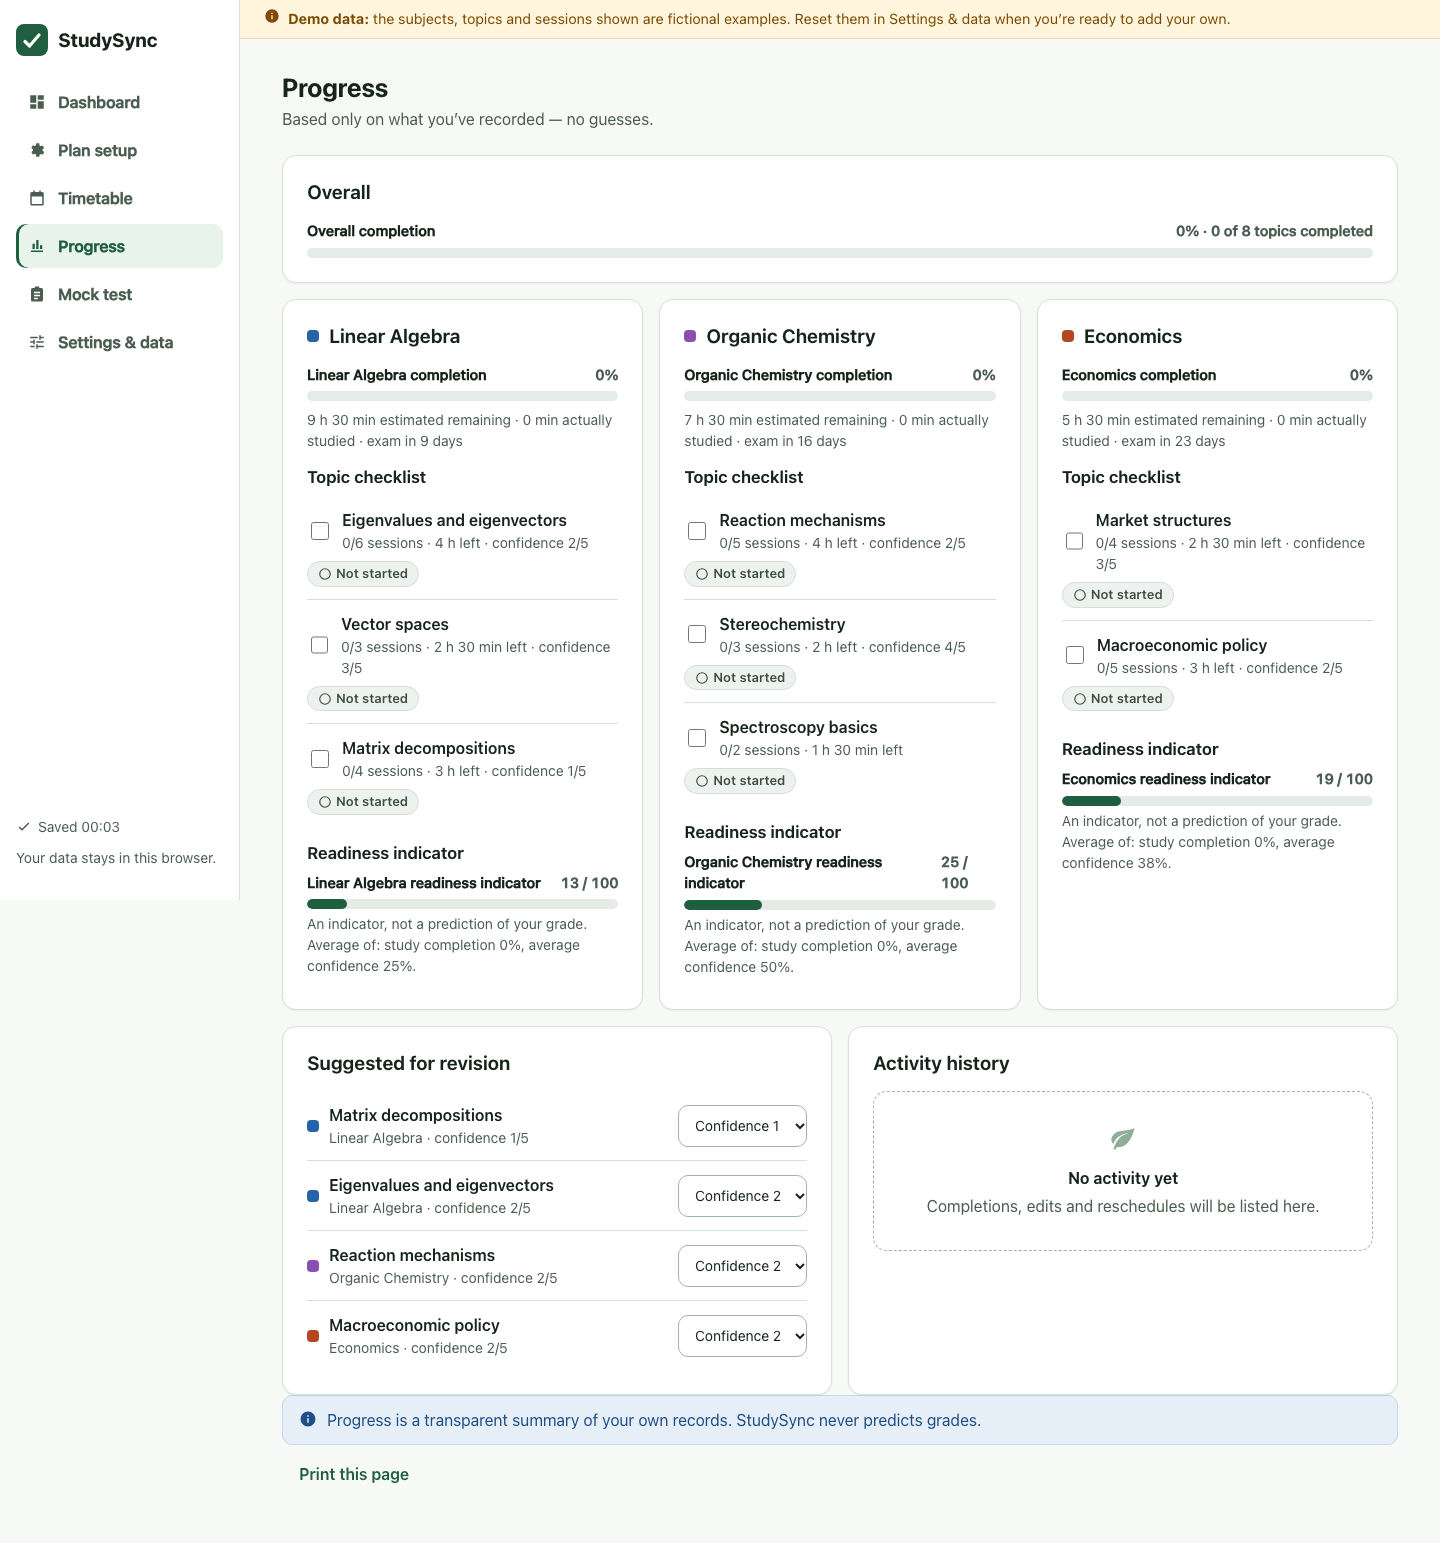 StudySync
Dashboard
Plan setup
Timetable
Progress
Mock test
Settings & data
Saved 00:03
Your data stays in this browser.
Demo data: the subjects, topics and sessions shown are fictional examples. Reset them in Settings & data when you’re ready to add your own.
Progress
Based only on what you’ve recorded — no guesses.
Overall
Overall completion 0% · 0 of 8 topics completed
Linear Algebra
Linear Algebra completion 0%
9 h 30 min estimated remaining · 0 min actually
studied · exam in 9 days
Topic checklist
Eigenvalues and eigenvectors
0/6 sessions · 4 h left · confidence 2/5
Not started
Vector spaces
0/3 sessions · 2 h 30 min left · confidence
3/5
Not started
Matrix decompositions
0/4 sessions · 3 h left · confidence 1/5
Not started
Readiness indicator
Linear Algebra readiness indicator 13 / 100
An indicator, not a prediction of your grade.
Average of: study completion 0%, average
confidence 25%.
Organic Chemistry
Organic Chemistry completion 0%
7 h 30 min estimated remaining · 0 min actually
studied · exam in 16 days
Topic checklist
Reaction mechanisms
0/5 sessions · 4 h left · confidence 2/5
Not started
Stereochemistry
0/3 sessions · 2 h left · confidence 4/5
Not started
Spectroscopy basics
0/2 sessions · 1 h 30 min left
Not started
Readiness indicator
Organic Chemistry readiness 25 /
indicator 100
An indicator, not a prediction of your grade.
Average of: study completion 0%, average
confidence 50%.
Economics
Economics completion 0%
5 h 30 min estimated remaining · 0 min actually
studied · exam in 23 days
Topic checklist
Market structures
0/4 sessions · 2 h 30 min left · confidence
3/5
Not started
Macroeconomic policy
0/5 sessions · 3 h left · confidence 2/5
Not started
Readiness indicator
Economics readiness indicator 19 / 100
An indicator, not a prediction of your grade.
Average of: study completion 0%, average
confidence 38%.
Suggested for revision
Matrix decompositions
Linear Algebra · confidence 1/5
Confidence 1
Eigenvalues and eigenvectors
Linear Algebra · confidence 2/5
Confidence 2
Reaction mechanisms
Organic Chemistry · confidence 2/5
Confidence 2
Macroeconomic policy
Economics · confidence 2/5
Confidence 2
Activity history
No activity yet
Completions, edits and reschedules will be listed here.
Progress is a transparent summary of your own records. StudySync never predicts grades.
Print this page